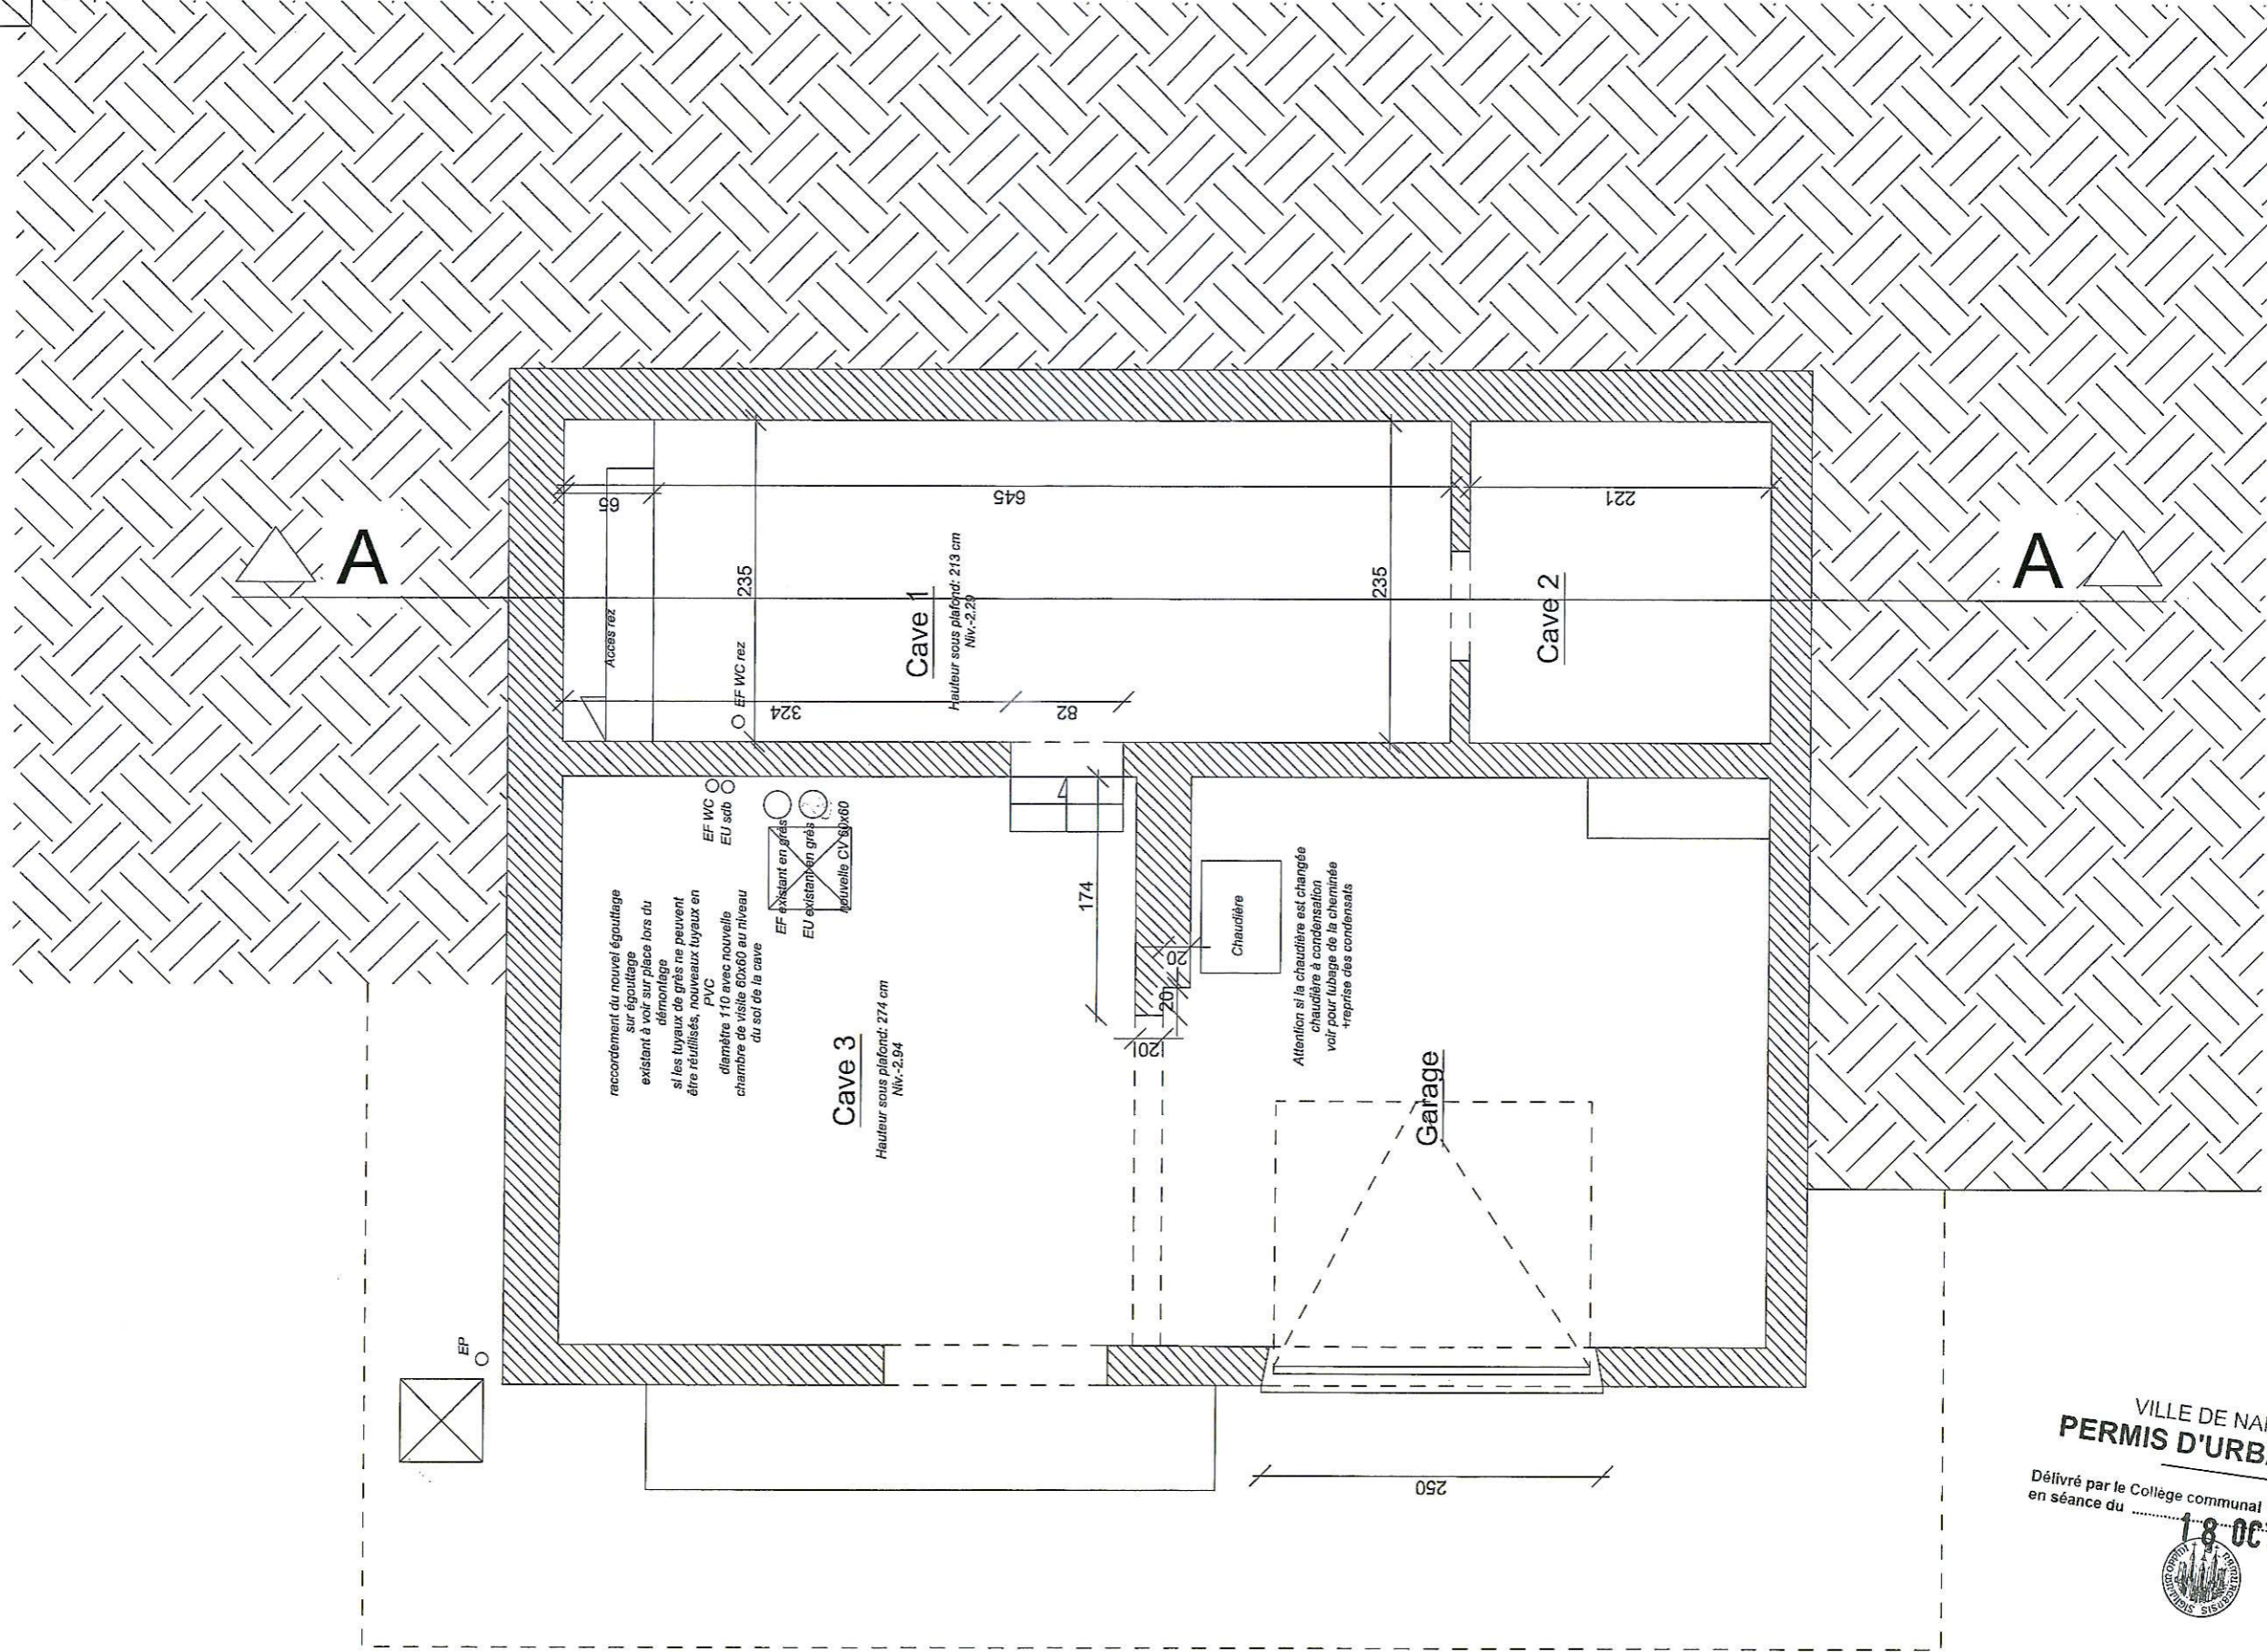 A
A
65
645
221
Accès rez
235
235
EF WC rez
Cave 1
Hauteur sous plafond: 213 cm
Niv.-2.29
Cave 2
324
82
EF WC
EU sdb
EF existant en grès
EU existant en grès
nouvelle CV 60x60
raccordement du nouvel égouttage
sur égouttage
existant à voir sur place lors du
démontage
si les tuyaux de grès ne peuvent
être réutilisés, nouveaux tuyaux en
PVC
diamètre 110 avec nouvelle
chambre de visite 60x60 au niveau
du sol de la cave
174
20
20
20
Chaudière
Attention si la chaudière est changée
chaudière à condensation
voir pour tubage de la cheminée
+reprise des condensats
Cave 3
Hauteur sous plafond: 274 cm
Niv.-2.94
Garage
EP
250
VILLE DE NA
PERMIS D'URB
Délivré par le Collège communal
en séance du
18 OC